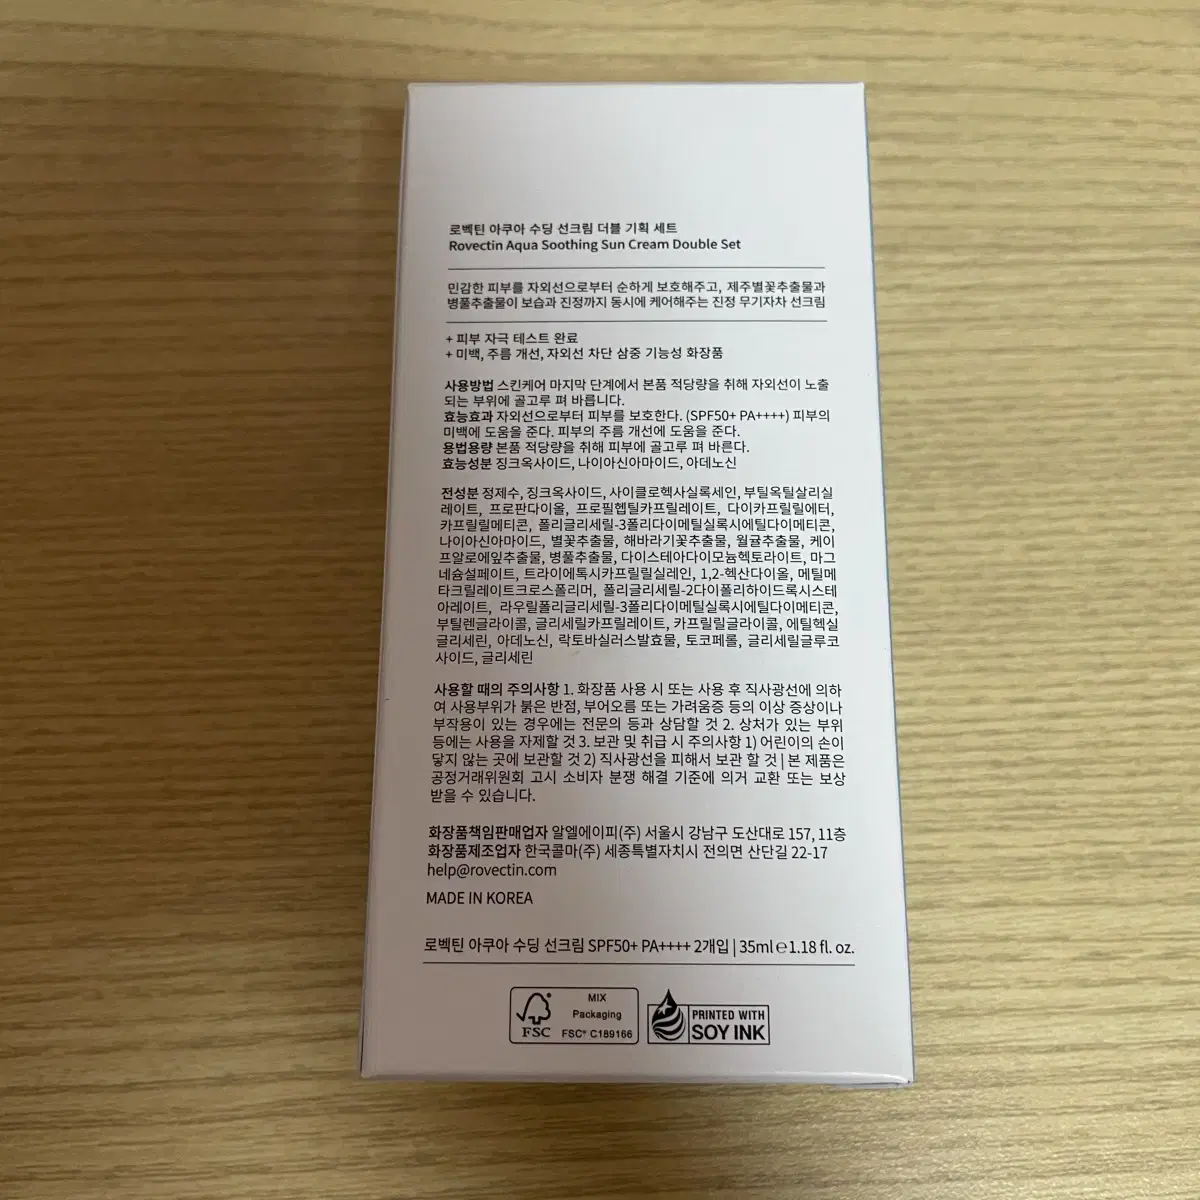 로벡틴 아쿠아 수딩 선크림 더블 기획 세트
Rovectin Aqua Soothing Sun Cream Double Set
민감한 피부를 자외선으로부터 순하게 보호해주고, 제주별꽃추출물과
병풀추출물이 보습과 진정까지 동시에 케어해주는 진정 무기자차 선크림
+ 피부 자극 테스트 완료
+ 미백, 주름 개선, 자외선 차단 삼중 기능성 화장품
사용방법 스킨케어 마지막 단계에서 본품 적당량을 취해 자외선이 노출
되는 부위에 골고루 펴 바릅니다.
효능효과 자외선으로부터 피부를 보호한다. (SPF50+ PA++++) 피부의
미백에 도움을 준다. 피부의 주름 개선에 도움을 준다.
용법용량 본품 적당량을 취해 피부에 골고루 펴 바른다.
효능성분 징크옥사이드, 나이아신아마이드, 아데노신
전성분 정제수, 징크옥사이드, 사이클로헥사실록세인, 부틸옥틸살리실
레이트, 프로판다이올, 프로필헵틸카프릴레이트, 다이카프릴릴에터,
카프릴릴메티콘, 폴리글리세릴-3폴리다이메틸실록시에틸다이메티콘,
나이아신아마이드, 별꽃추출물, 해바라기꽃추출물, 월귤추출물, 케이
프알로에잎추출물, 병풀추출물, 다이스테아다이모늄헥토라이트, 마그
네슘설페이트, 트라이에톡시카프릴릴실레인, 1,2-헥산다이올, 메틸메
타크릴레이트크로스폴리머, 폴리글리세릴-2다이폴리하이드록시스테
아레이트, 라우릴폴리글리세릴-3폴리다이메틸실록시에틸다이메티콘,
부틸렌글라이콜, 글리세릴카프릴레이트, 카프릴릴글라이콜, 에틸헥실
글리세린, 아데노신, 락토바실러스발효물, 토코페롤, 글리세릴글루코
사이드, 글리세린
사용할 때의 주의사항 1. 화장품 사용 시 또는 사용 후 직사광선에 의하
여 사용부위가 붉은 반점, 부어오름 또는 가려움증 등의 이상 증상이나
부작용이 있는 경우에는 전문의 등과 상담할 것 2. 상처가 있는 부위
등에는 사용을 자제할 것 3. 보관 및 취급 시 주의사항 1) 어린이의 손이
닿지 않는 곳에 보관할 것 2) 직사광선을 피해서 보관 할 것 | 본 제품은
공정거래위원회 고시 소비자 분쟁 해결 기준에 의거 교환 또는 보상
받을 수 있습니다.
화장품책임판매업자 알엘에이피(주) 서울시 강남구 도산대로 157, 11층
화장품제조업자 한국콜마(주) 세종특별자치시 전의면 산단길 22-17
help@rovectin.com
MADE IN KOREA
로벡틴 아쿠아 수딩 선크림 SPF50+ PA++++ 2개입 | 35ml ℮ 1.18 fl. oz.
MIX
Packaging
FSC FSC® C189166
PRINTED WITH
SOY INK